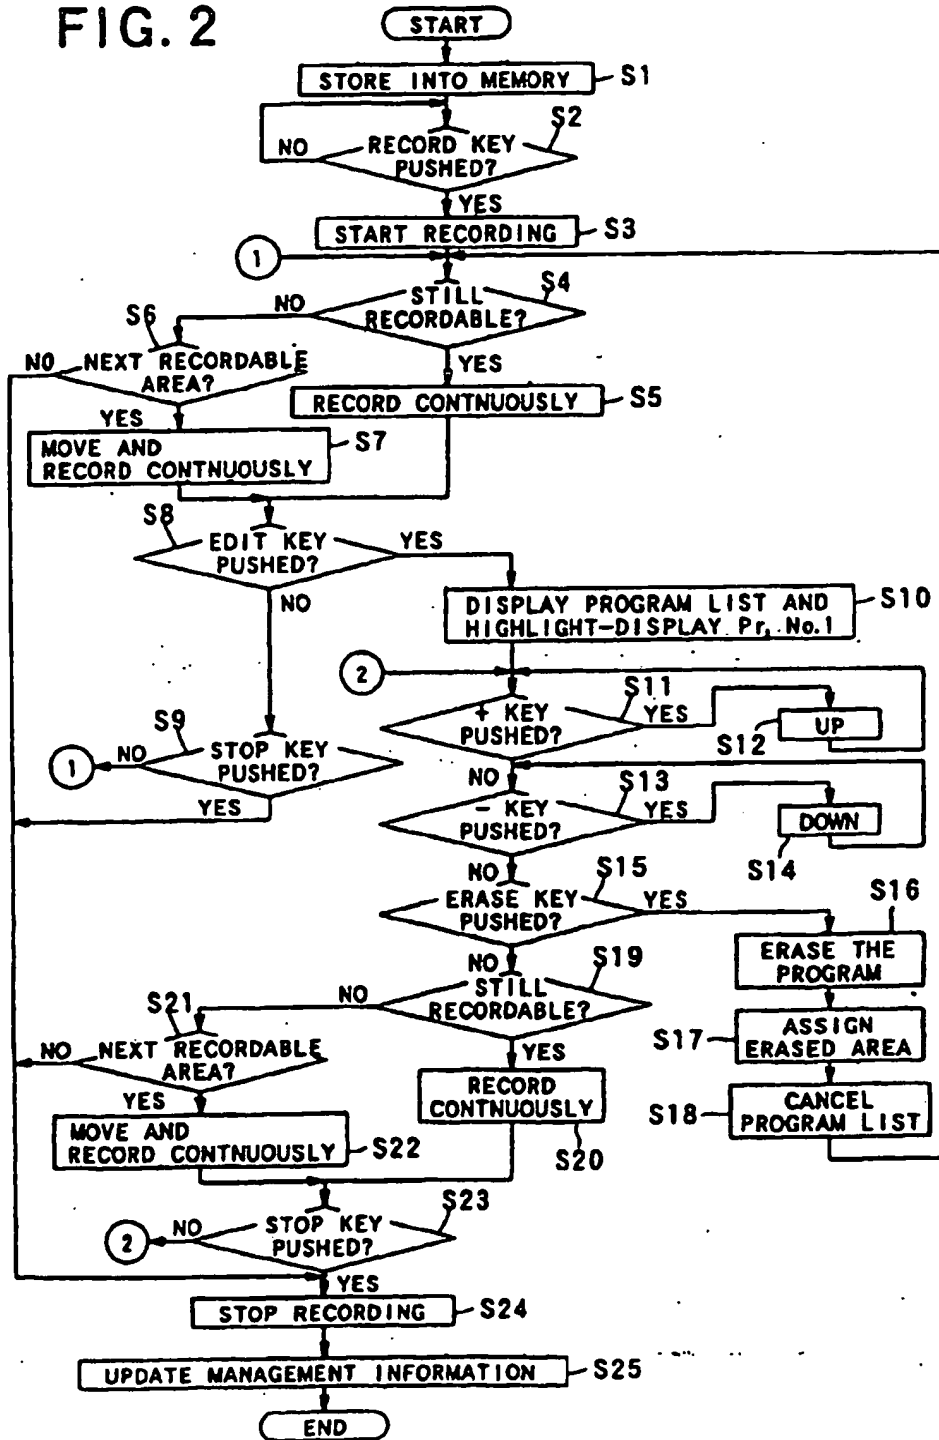 FIG. 2
START
STORE INTO MEMORY
S1
S2
RECORD KEY
PUSHED?
NO
YES
START RECORDING
S3
1
S4
STILL
RECORDABLE?
NO
YES
S6
NEXT RECORDABLE
AREA?
NO
YES
RECORD CONTNUOUSLY
S5
MOVE AND
RECORD CONTNUOUSLY
S7
S8
EDIT KEY
PUSHED?
YES
NO
DISPLAY PROGRAM LIST AND
HIGHLIGHT-DISPLAY Pr, No.1
S10
2
S11
+ KEY
PUSHED?
YES
UP
S12
NO
S9
STOP KEY
PUSHED?
NO
1
YES
S13
- KEY
PUSHED?
YES
DOWN
S14
NO
S15
ERASE KEY
PUSHED?
YES
S16
ERASE THE
PROGRAM
NO
S19
STILL
RECORDABLE?
NO
YES
S17
ASSIGN
ERASED AREA
S21
NEXT RECORDABLE
AREA?
NO
YES
RECORD
CONTNUOUSLY
S20
S18
CANCEL
PROGRAM LIST
MOVE AND
RECORD CONTNUOUSLY
S22
S23
STOP KEY
PUSHED?
NO
2
YES
STOP RECORDING
S24
UPDATE MANAGEMENT INFORMATION
S25
END